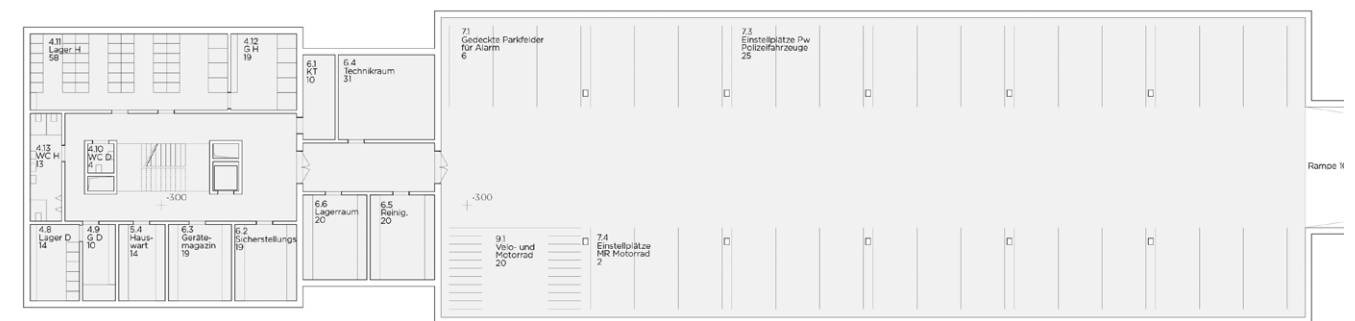 4.11
Lager H
58
4.12
G H
19
6.1
KT
10
6.4
Technikraum
31
7.1
Gedeckte Parkfelder
für Alarm
6
7.3
Einstellplätze Pw
Polizeifahrzeuge
25
4.13
WC H
13
4.10
WC D
4
-300
-300
Rampe
4.8
Lager D
14
4.9
G D
10
5.4
Haus-
wart
14
6.3
Geräte-
magazin
19
6.2
Sicherstellungs
19
6.6
Lagerraum
20
6.5
Reinig.
20
9.1
Velo- und
Motorrad
20
7.4
Einstellplätze
MR Motorrad
2